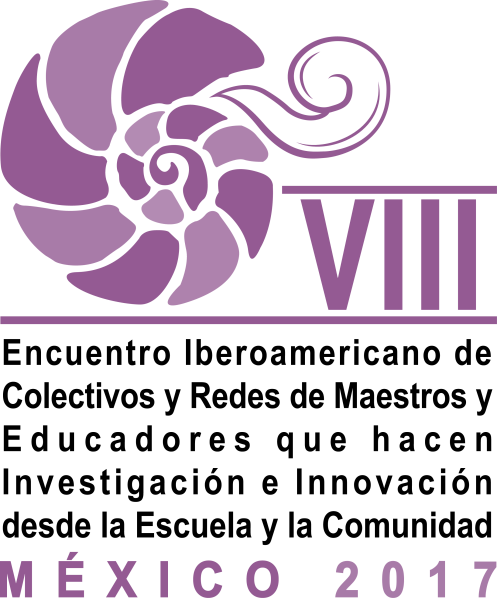 VIII
Encuentro Iberoamericano de
Colectivos y Redes de Maestros y
Educadores que hacen
Investigación e Innovación
desde la Escuela y la Comunidad
MÉXICO 2017